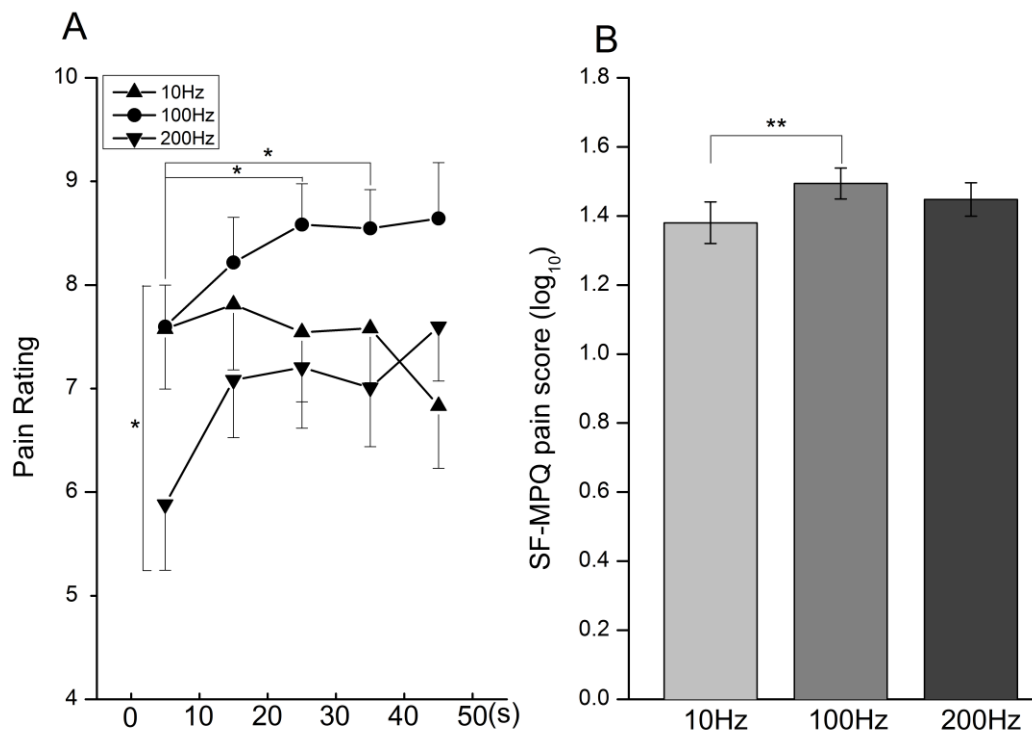 A
10Hz
100Hz
200Hz
10
9
8
7
6
5
4
Pain Rating
*
*
*
0 10 20 30 40 50(s)
B
1.8
1.6
1.4
1.2
1.0
0.8
0.6
0.4
0.2
0.0
SF-MPQ pain score (log10)
**
10Hz 100Hz 200Hz